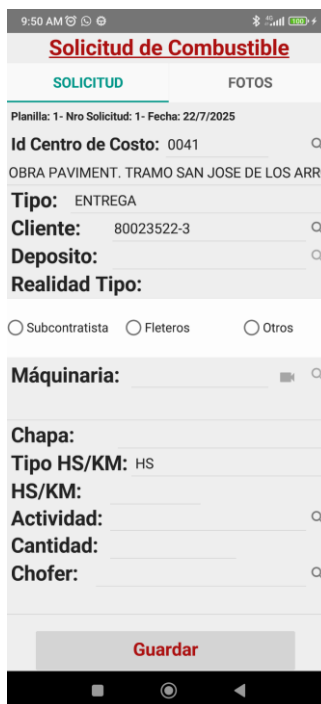 9:50 AM
4G 100
Solicitud de Combustible
SOLICITUD FOTOS
Planilla: 1- Nro Solicitud: 1- Fecha: 22/7/2025
Id Centro de Costo: 0041
OBRA PAVIMENT. TRAMO SAN JOSE DE LOS ARR
Tipo: ENTREGA
Cliente: 80023522-3
Deposito:
Realidad Tipo:
Subcontratista Fleteros Otros
Máquinaria:
Chapa:
Tipo HS/KM: HS
HS/KM:
Actividad:
Cantidad:
Chofer:
Guardar